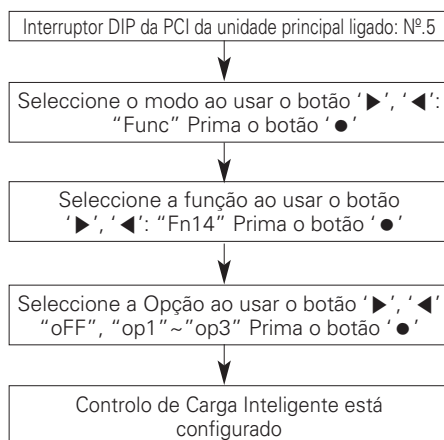 Interruptor DIP da PCI da unidade principal ligado: Nº.5
Seleccione o modo ao usar o botão ‘▶’, ‘◀’:
“Func” Prima o botão ‘●’
Seleccione a função ao usar o botão
‘▶’, ‘◀’: “Fn14” Prima o botão ‘●’
Seleccione a Opção ao usar o botão ‘▶’, ‘◀’
“oFF”, “op1”~”op3” Prima o botão ‘●’
Controlo de Carga Inteligente está
configurado